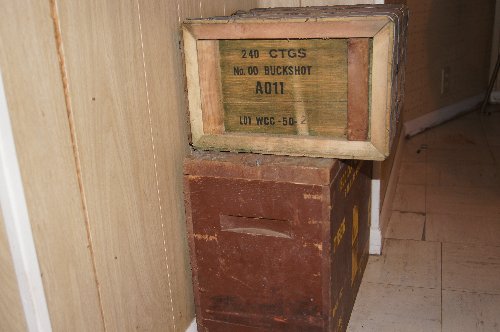 240 CTGS
No. 00 BUCKSHOT
A011
LOT WCC-50-2